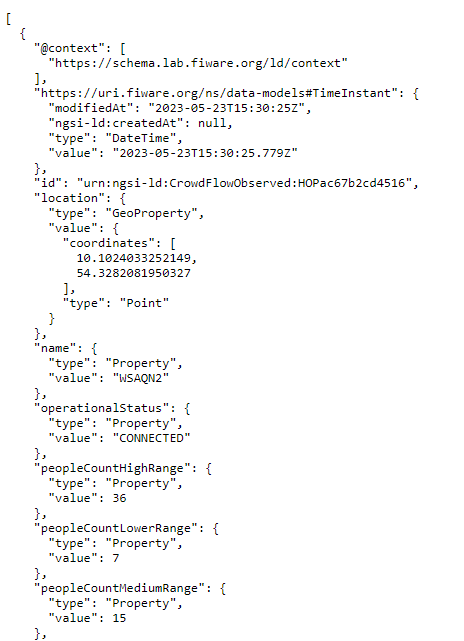 [
  {
    "@context": [
      "https://schema.lab.fiware.org/ld/context"
    ],
    "https://uri.fiware.org/ns/data-models#TimeInstant": {
      "modifiedAt": "2023-05-23T15:30:25Z",
      "ngsi-ld:createdAt": null,
      "type": "DateTime",
      "value": "2023-05-23T15:30:25.779Z"
    },
    "id": "urn:ngsi-ld:CrowdFlowObserved:HOPac67b2cd4516",
    "location": {
      "type": "GeoProperty",
      "value": {
        "coordinates": [
          10.1024033252149,
          54.3282081950327
        ],
        "type": "Point"
      }
    },
    "name": {
      "type": "Property",
      "value": "WSAQN2"
    },
    "operationalStatus": {
      "type": "Property",
      "value": "CONNECTED"
    },
    "peopleCountHighRange": {
      "type": "Property",
      "value": 36
    },
    "peopleCountLowerRange": {
      "type": "Property",
      "value": 7
    },
    "peopleCountMediumRange": {
      "type": "Property",
      "value": 15
    },